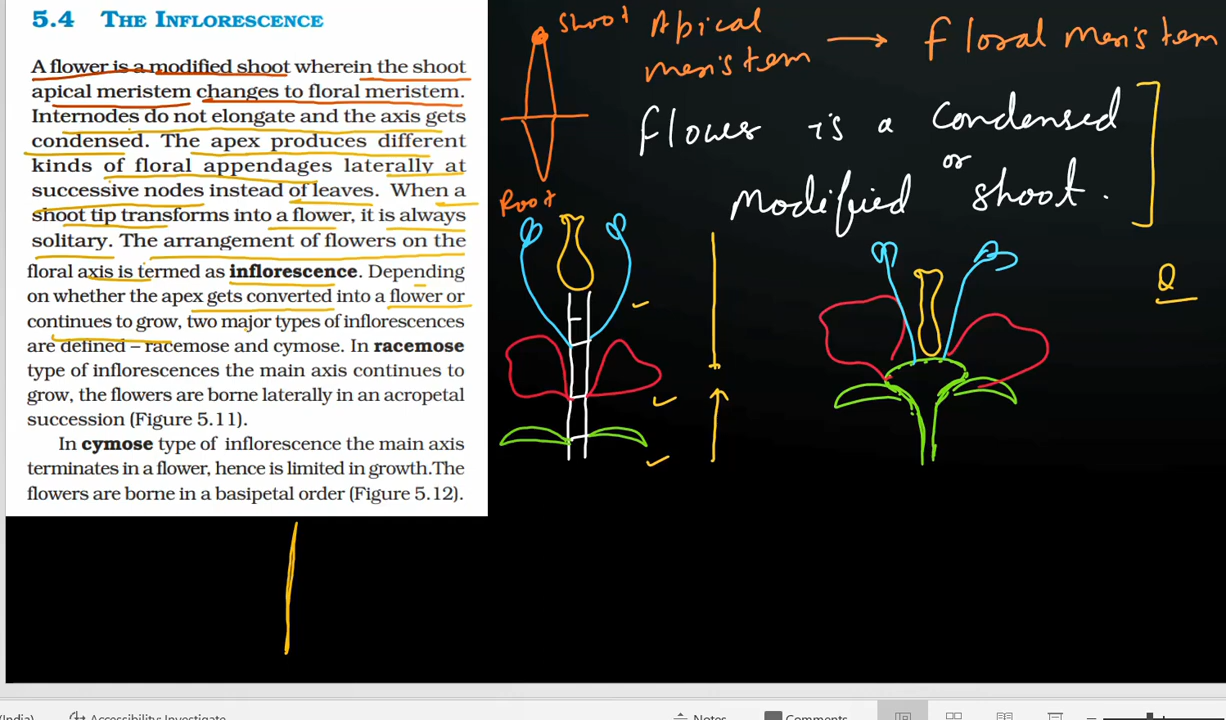 5.4 THE INFLORESCENCE
A flower is a modified shoot wherein the shoot
apical meristem changes to floral meristem.
Internodes do not elongate and the axis gets
condensed. The apex produces different
kinds of floral appendages laterally at
successive nodes instead of leaves. When a
shoot tip transforms into a flower, it is always
solitary. The arrangement of flowers on the
floral axis is termed as inflorescence. Depending
on whether the apex gets converted into a flower or
continues to grow, two major types of inflorescences
are defined – racemose and cymose. In racemose
type of inflorescences the main axis continues to
grow, the flowers are borne laterally in an acropetal
succession (Figure 5.11).
In cymose type of inflorescence the main axis
terminates in a flower, hence is limited in growth.The
flowers are borne in a basipetal order (Figure 5.12).
Shoot
Apical
meristem → floral meristem
Root
flower is a condensed
or
modified shoot.
Q
(India)
Accessibility: Investigate
Notes
Comments